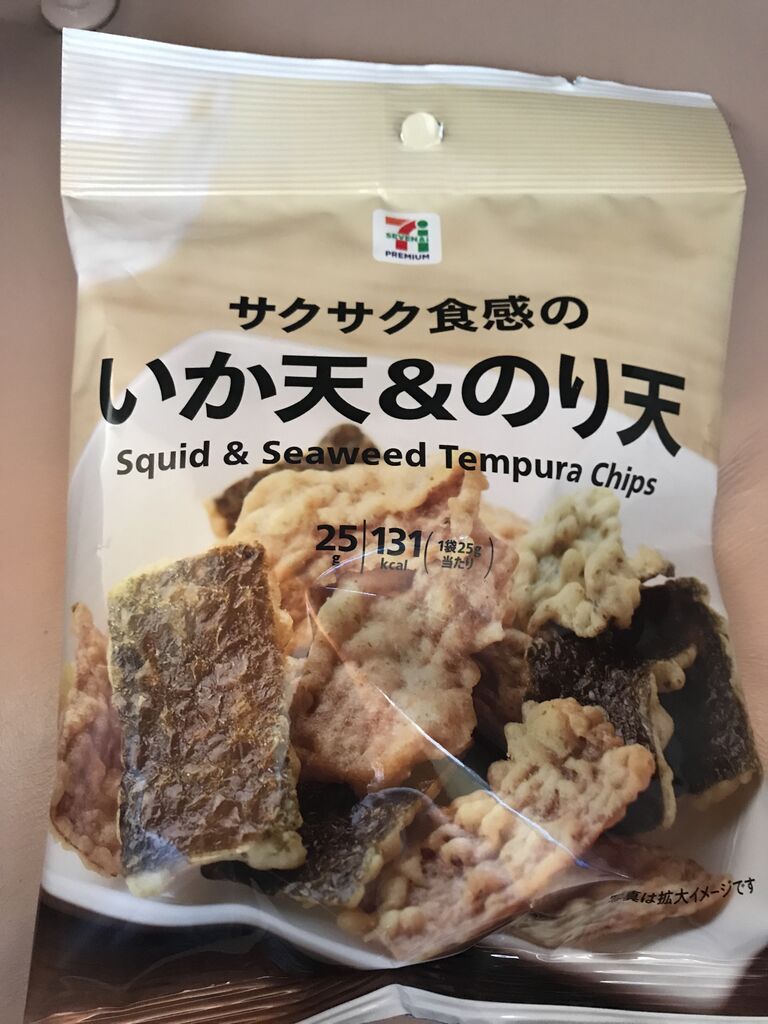 SEVEN&i
PREMIUM
サクサク食感の
いか天&のり天
Squid & Seaweed Tempura Chips
25g 131kcal (1袋25g当たり)
写真は拡大イメージです